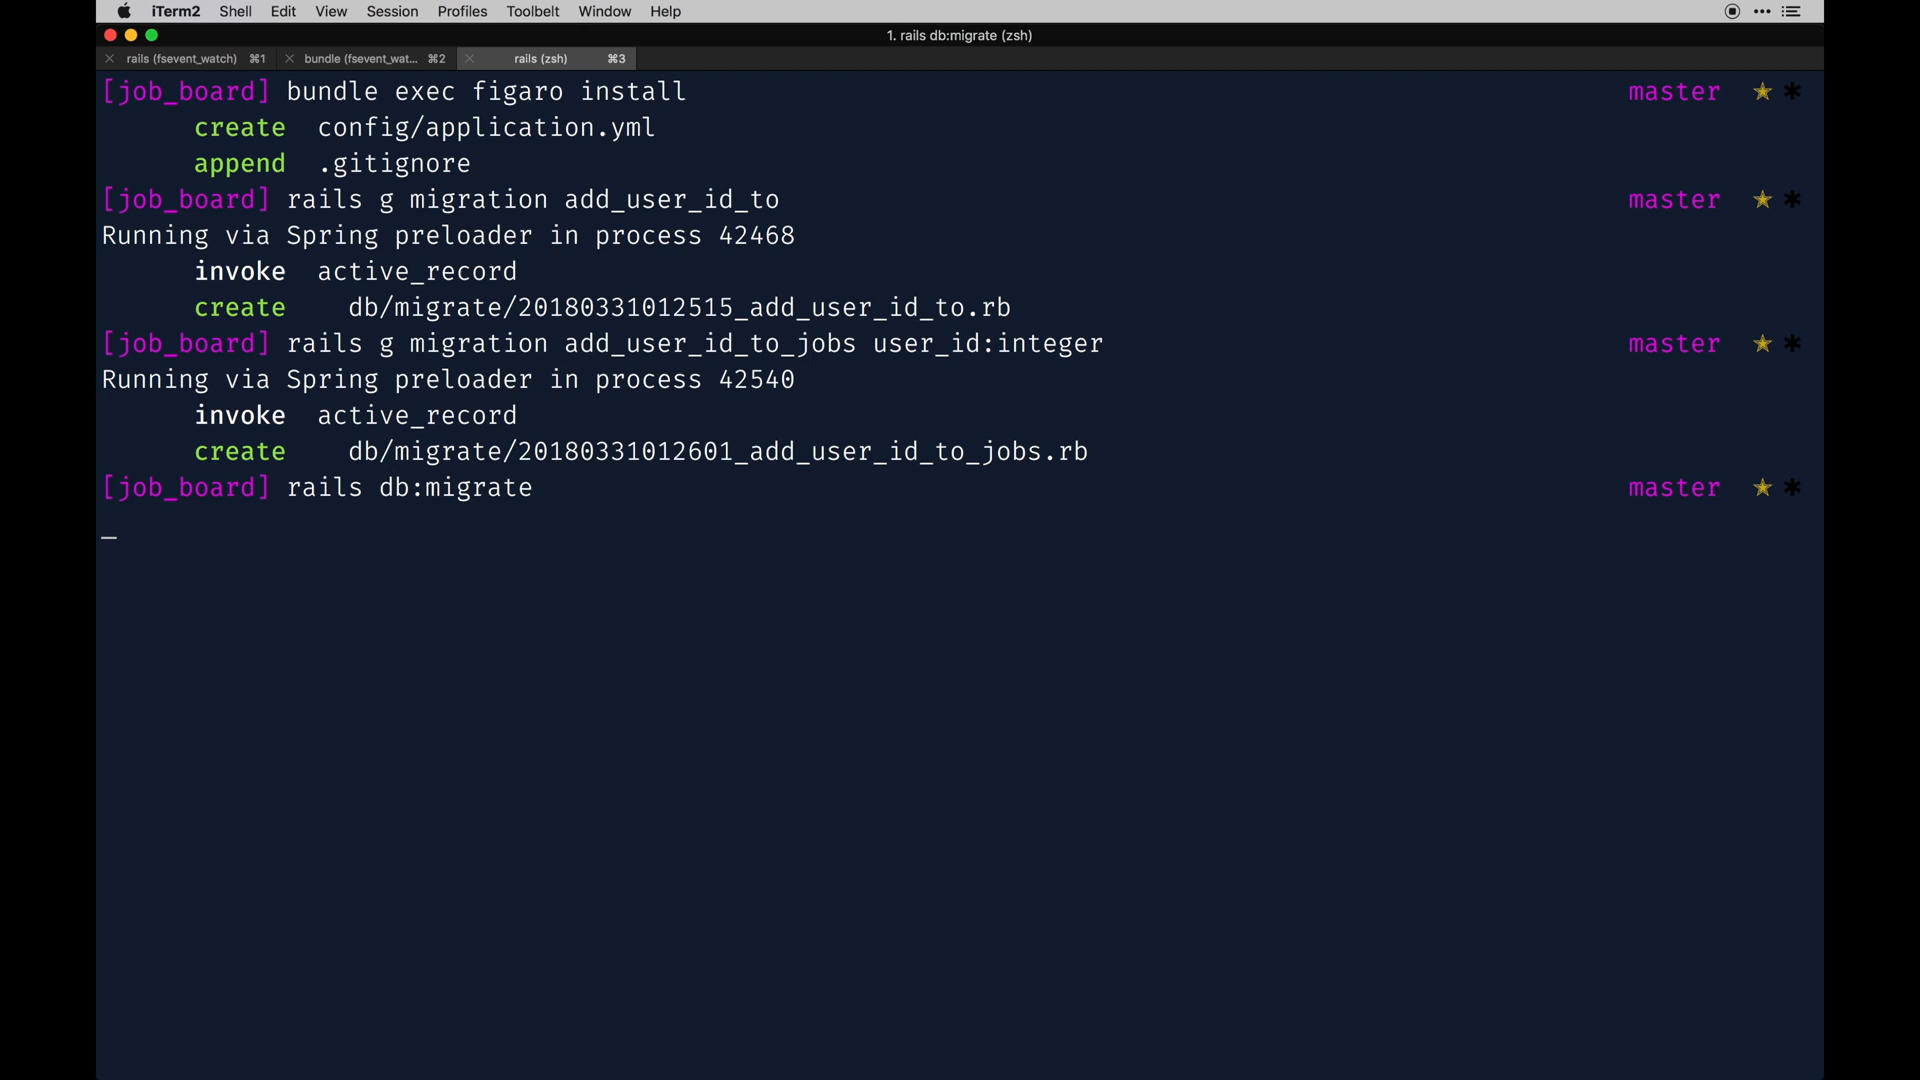 iTerm2 Shell Edit View Session Profiles Toolbelt Window Help
1. rails db:migrate (zsh)
rails (fsevent_watch) ⌘1 bundle (fsevent_wat... ⌘2 rails (zsh) ⌘3
[job_board] bundle exec figaro install master ★ *
create config/application.yml
append .gitignore
[job_board] rails g migration add_user_id_to master ★ *
Running via Spring preloader in process 42468
invoke active_record
create db/migrate/20180331012515_add_user_id_to.rb
[job_board] rails g migration add_user_id_to_jobs user_id:integer master ★ *
Running via Spring preloader in process 42540
invoke active_record
create db/migrate/20180331012601_add_user_id_to_jobs.rb
[job_board] rails db:migrate master ★ *